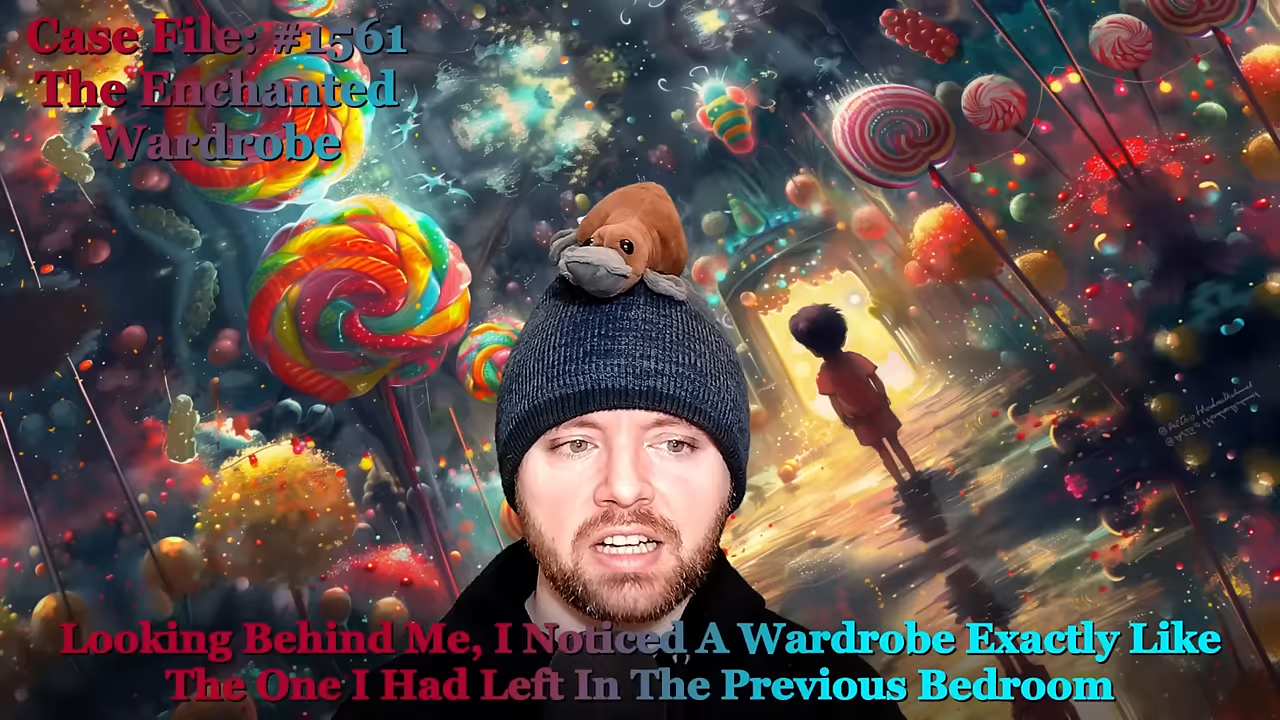 Case File: #1561
The Enchanted
Wardrobe
Looking Behind Me, I Noticed A Wardrobe Exactly Like
The One I Had Left In The Previous Bedroom